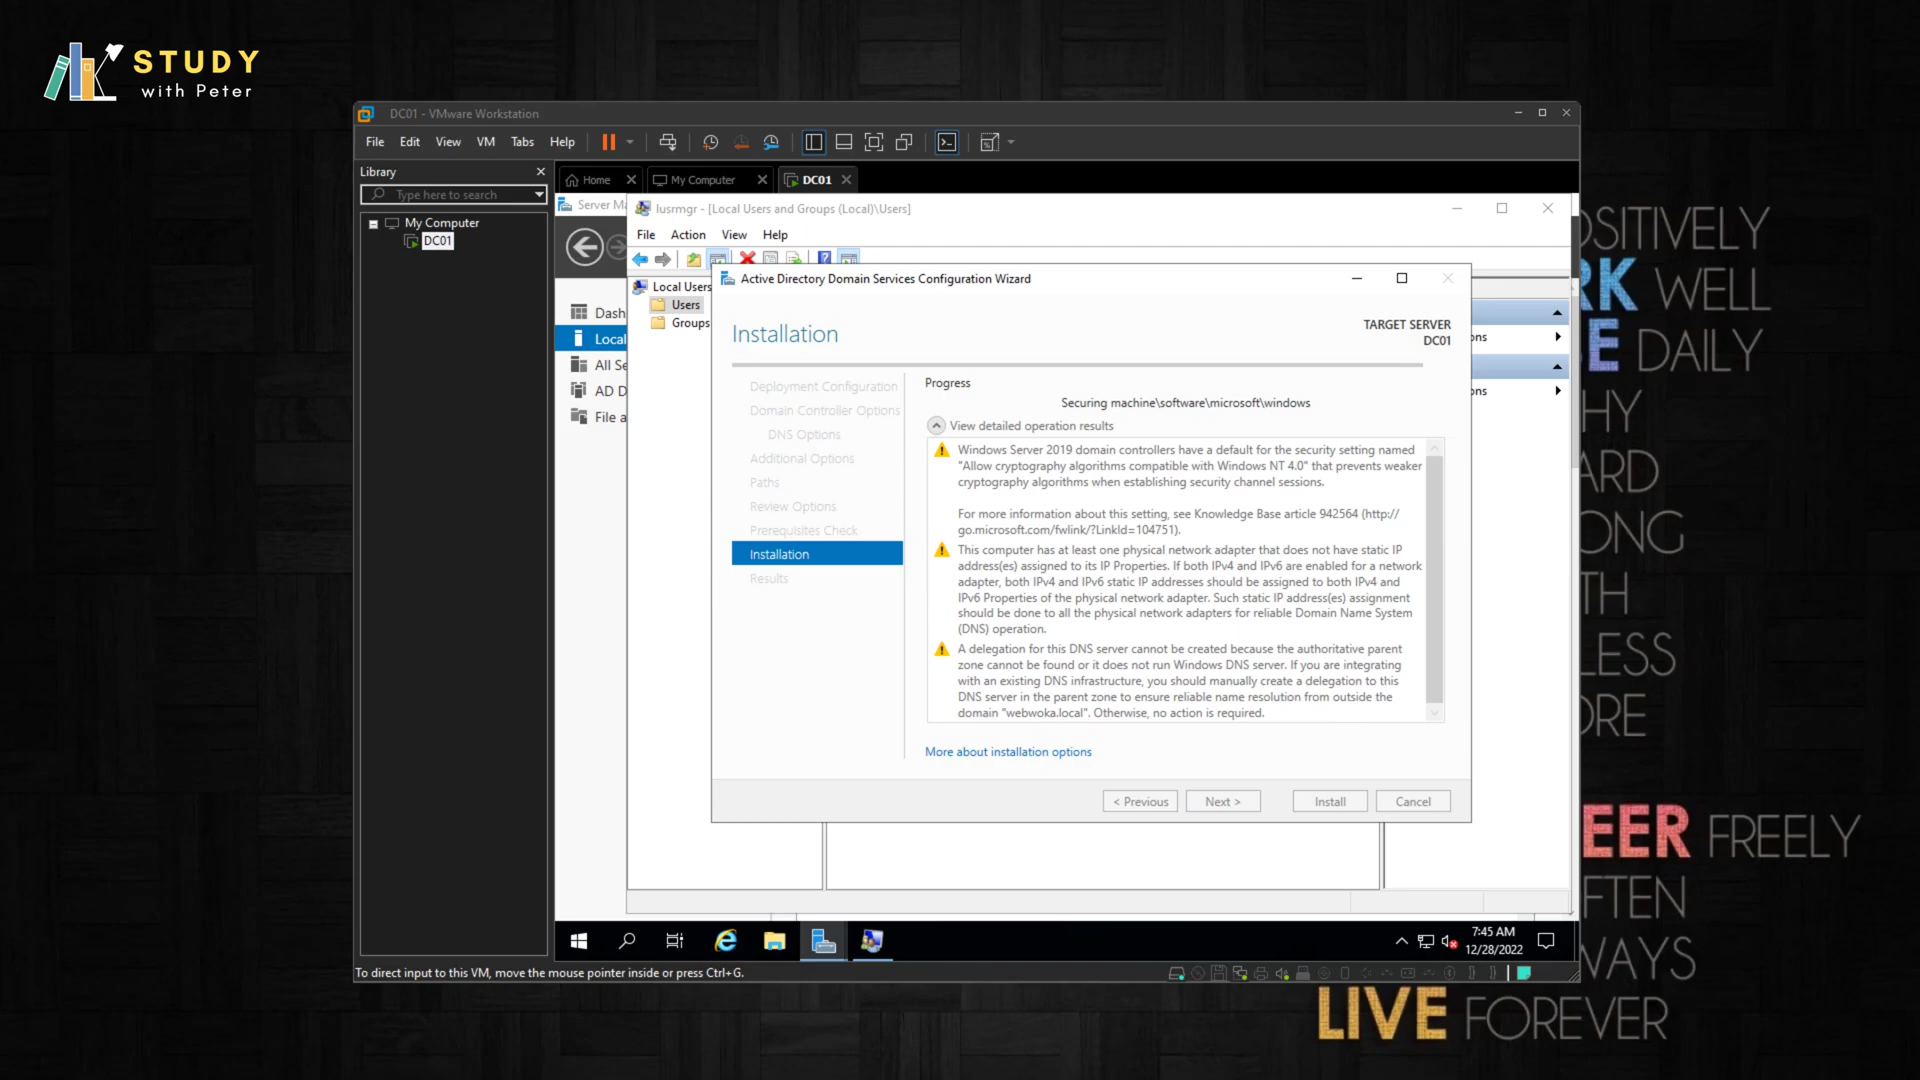 STUDY
with Peter
DC01 - VMware Workstation
File Edit View VM Tabs Help
Library
Type here to search
My Computer
DC01
Home
My Computer
DC01
Server Ma
lusrmgr - [Local Users and Groups (Local)\Users]
File Action View Help
Dash
Local
All Se
AD D
File a
Local Users
Users
Groups
ons
ons
Active Directory Domain Services Configuration Wizard
Installation
TARGET SERVER
DC01
Deployment Configuration
Domain Controller Options
DNS Options
Additional Options
Paths
Review Options
Prerequisites Check
Installation
Results
Progress
Securing machine\software\microsoft\windows
View detailed operation results
Windows Server 2019 domain controllers have a default for the security setting named
"Allow cryptography algorithms compatible with Windows NT 4.0" that prevents weaker
cryptography algorithms when establishing security channel sessions.
For more information about this setting, see Knowledge Base article 942564 (http://
go.microsoft.com/fwlink/?LinkId=104751).
This computer has at least one physical network adapter that does not have static IP
address(es) assigned to its IP Properties. If both IPv4 and IPv6 are enabled for a network
adapter, both IPv4 and IPv6 static IP addresses should be assigned to both IPv4 and
IPv6 Properties of the physical network adapter. Such static IP address(es) assignment
should be done to all the physical network adapters for reliable Domain Name System
(DNS) operation.
A delegation for this DNS server cannot be created because the authoritative parent
zone cannot be found or it does not run Windows DNS server. If you are integrating
with an existing DNS infrastructure, you should manually create a delegation to this
DNS server in the parent zone to ensure reliable name resolution from outside the
domain "webwoka.local". Otherwise, no action is required.
More about installation options
< Previous Next > Install Cancel
7:45 AM
12/28/2022
To direct input to this VM, move the mouse pointer inside or press Ctrl+G.
OSITIVELY
RK WELL
E DAILY
HY
ARD
ONG
TH
LESS
ORE
EER FREELY
FTEN
WAYS
LIVE FOREVER